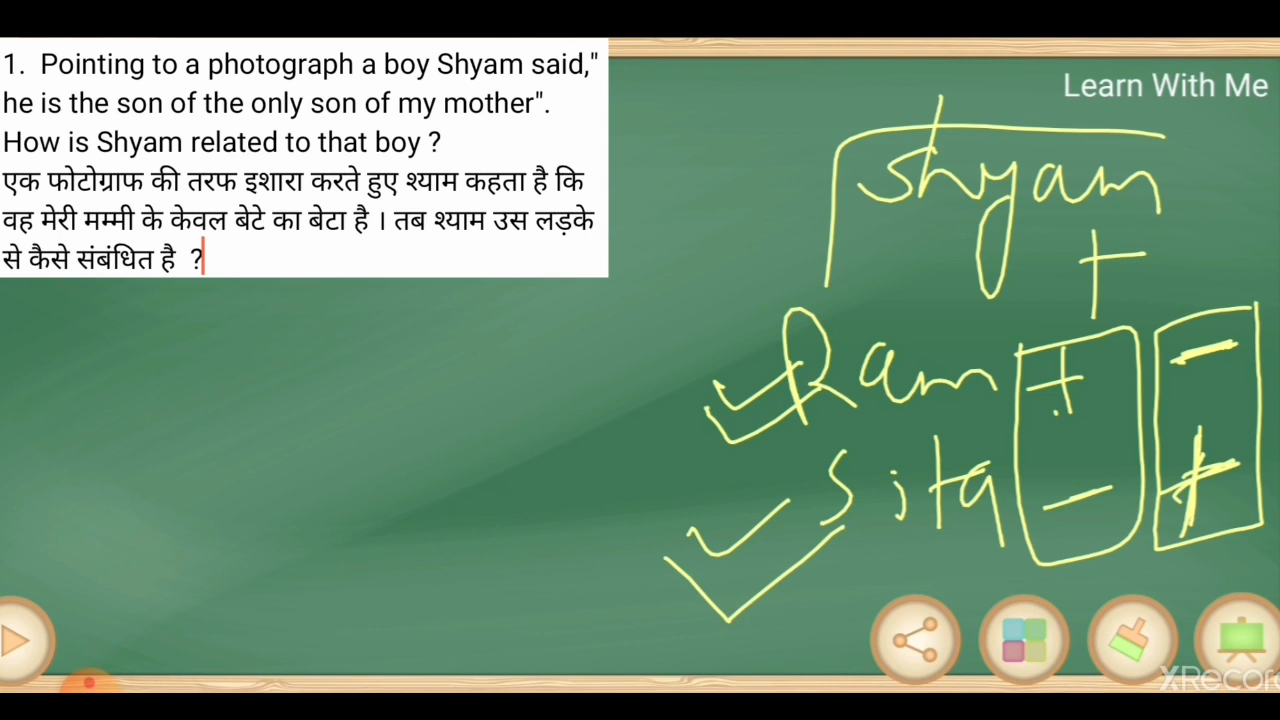 1. Pointing to a photograph a boy Shyam said,"
he is the son of the only son of my mother".
How is Shyam related to that boy ?
एक फोटोग्राफ की तरफ इशारा करते हुए श्याम कहता है कि
वह मेरी मम्मी के केवल बेटे का बेटा है । तब श्याम उस लड़के
से कैसे संबंधित है ?
Learn With Me
Shyam
+
Ram + -
Sita - +